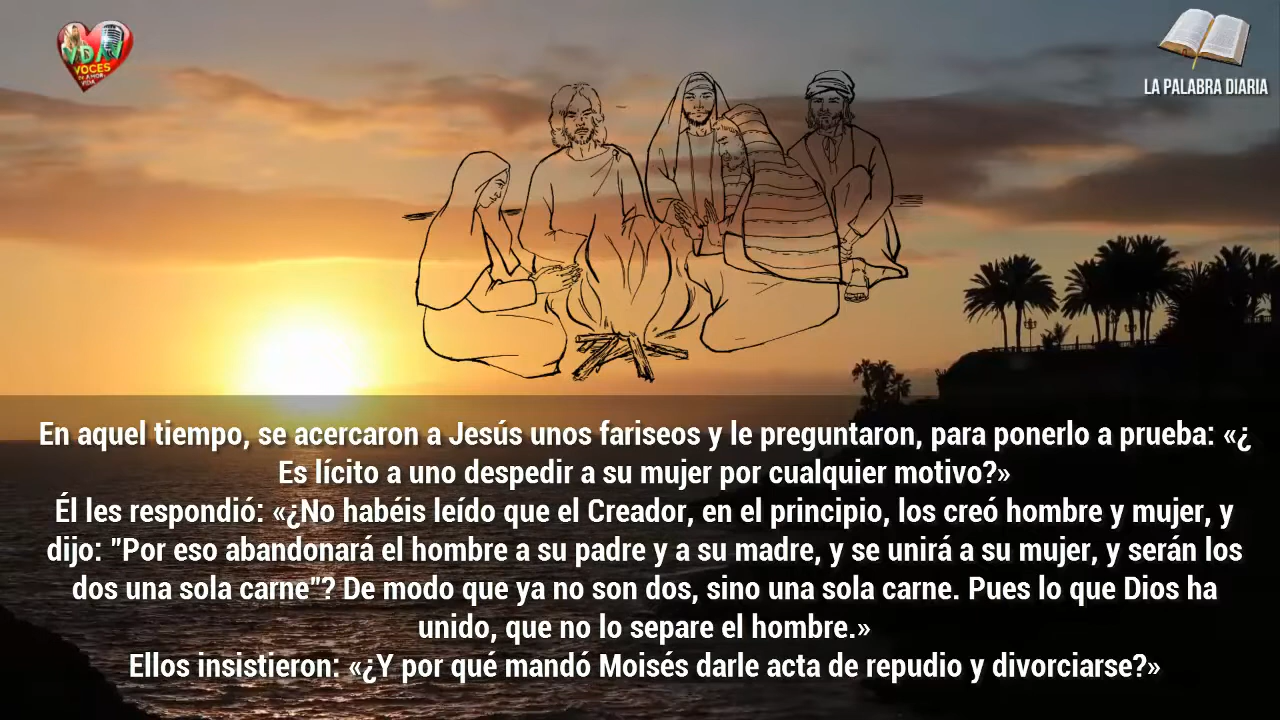 VDA
VOCES
DE AMOR
VIDA
LA PALABRA DIARIA
En aquel tiempo, se acercaron a Jesús unos fariseos y le preguntaron, para ponerlo a prueba: «¿
Es lícito a uno despedir a su mujer por cualquier motivo?»
Él les respondió: «¿No habéis leído que el Creador, en el principio, los creó hombre y mujer, y
dijo: "Por eso abandonará el hombre a su padre y a su madre, y se unirá a su mujer, y serán los
dos una sola carne"? De modo que ya no son dos, sino una sola carne. Pues lo que Dios ha
unido, que no lo separe el hombre.»
Ellos insistieron: «¿Y por qué mandó Moisés darle acta de repudio y divorciarse?»